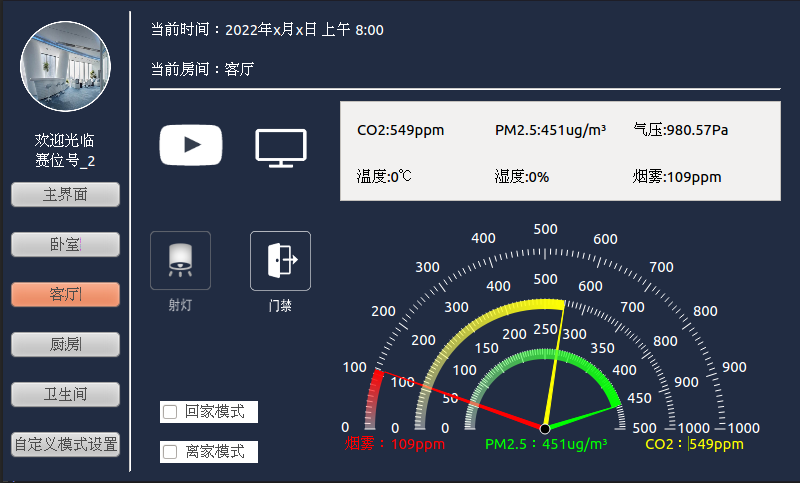 当前时间：2022年x月x日 上午 8:00
当前房间：客厅
欢迎光临
赛位号_2
主界面
卧室
客厅
厨房
卫生间
自定义模式设置
CO2:549ppm PM2.5:451ug/m³ 气压:980.57Pa
温度:0℃ 湿度:0% 烟雾:109ppm
射灯 门禁
回家模式
离家模式
0 100 200 300 400 500 600 700 800 900 1000
0 100 200 300 400 500 600 700 800 900 1000
0 50 100 150 200 250 300 350 400 450 500
烟雾：109ppm PM2.5：451ug/m³ CO2：549ppm